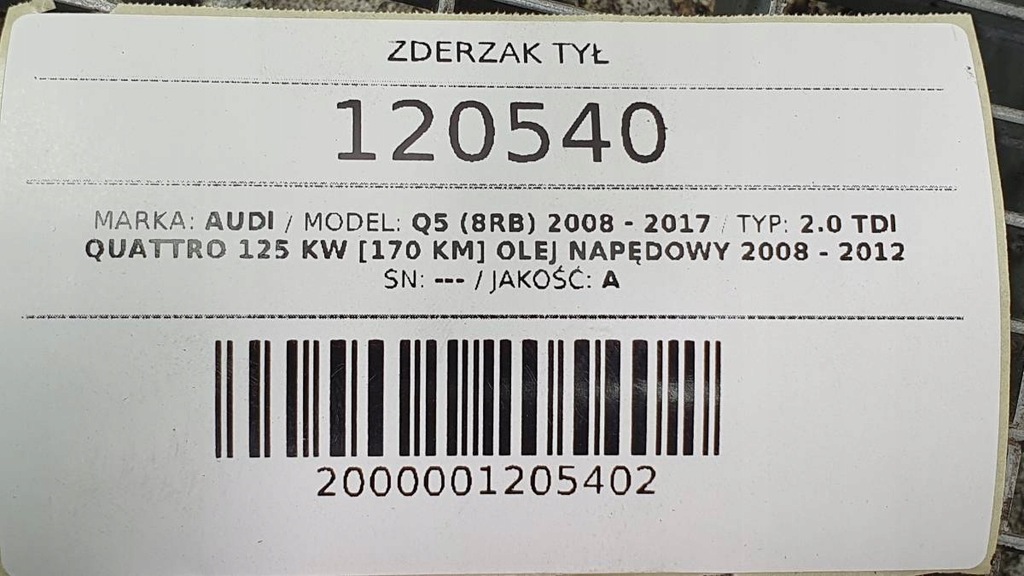 ZDERZAK TYŁ
120540
MARKA: AUDI / MODEL: Q5 (8RB) 2008 - 2017 / TYP: 2.0 TDI
QUATTRO 125 KW [170 KM] OLEJ NAPĘDOWY 2008 - 2012
SN: --- / JAKOŚĆ: A
2000001205402